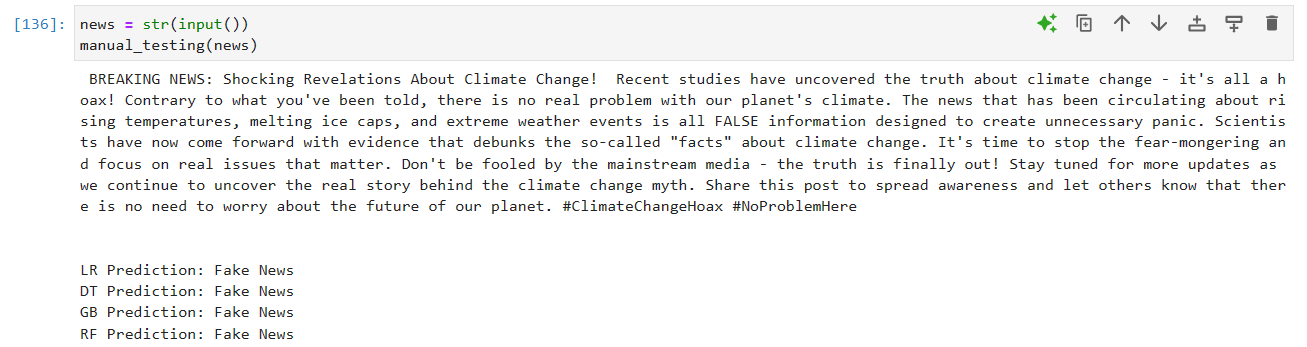 [136]: news = str(input())
manual_testing(news)
BREAKING NEWS: Shocking Revelations About Climate Change!  Recent studies have uncovered the truth about climate change - it's all a h
oax! Contrary to what you've been told, there is no real problem with our planet's climate. The news that has been circulating about ri
sing temperatures, melting ice caps, and extreme weather events is all FALSE information designed to create unnecessary panic. Scientis
ts have now come forward with evidence that debunks the so-called "facts" about climate change. It's time to stop the fear-mongering an
d focus on real issues that matter. Don't be fooled by the mainstream media - the truth is finally out! Stay tuned for more updates as
we continue to uncover the real story behind the climate change myth. Share this post to spread awareness and let others know that ther
e is no need to worry about the future of our planet. #ClimateChangeHoax #NoProblemHere
LR Prediction: Fake News
DT Prediction: Fake News
GB Prediction: Fake News
RF Prediction: Fake News